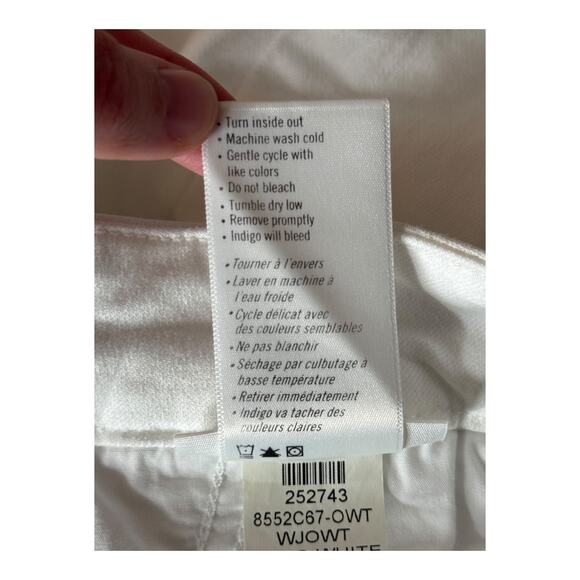 • Turn inside out
• Machine wash cold
• Gentle cycle with
like colors
• Do not bleach
• Tumble dry low
• Remove promptly
• Indigo will bleed
• Tourner à l'envers
• Laver en machine à
l'eau froide
• Cycle délicat avec
des couleurs semblables
• Ne pas blanchir
• Séchage par culbutage à
basse température
• Retirer immédiatement
• Indigo va tacher des
couleurs claires
252743
8552C67-OWT
WJOWT
WHITE